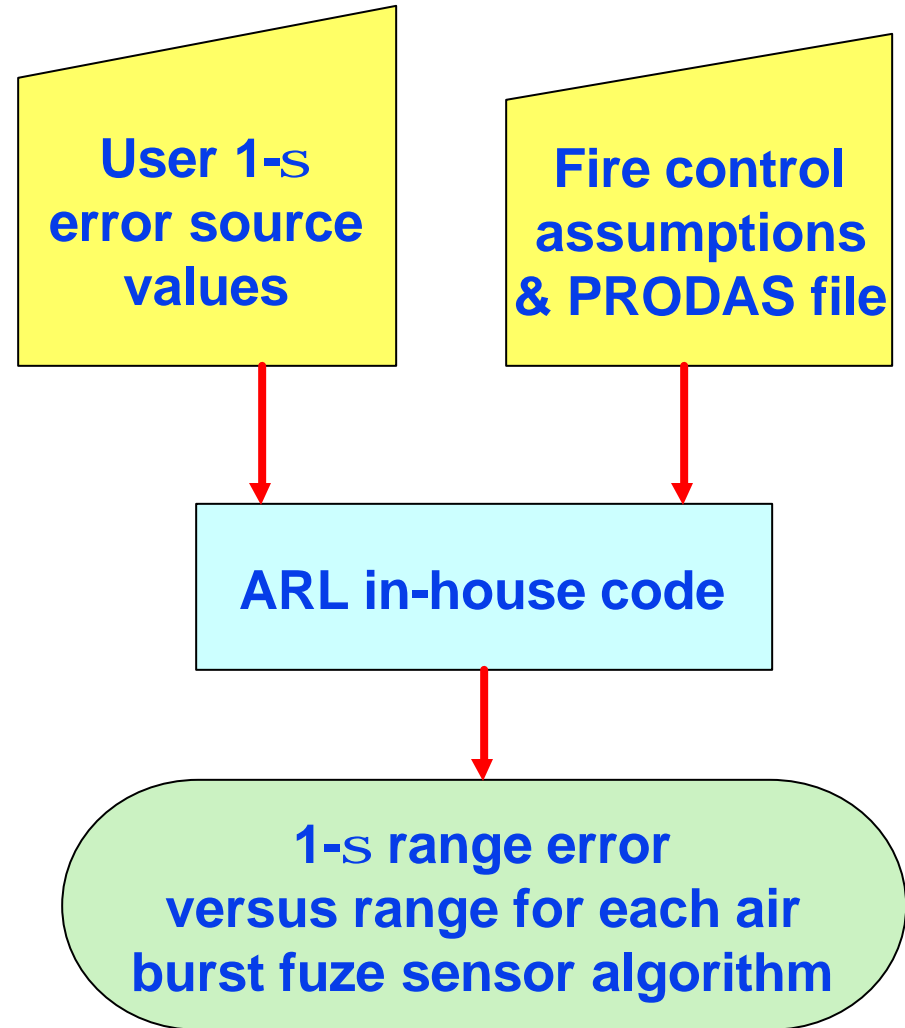 User 1-s
error source
values
Fire control
assumptions
& PRODAS file
ARL in-house code
1-s range error
versus range for each air
burst fuze sensor algorithm